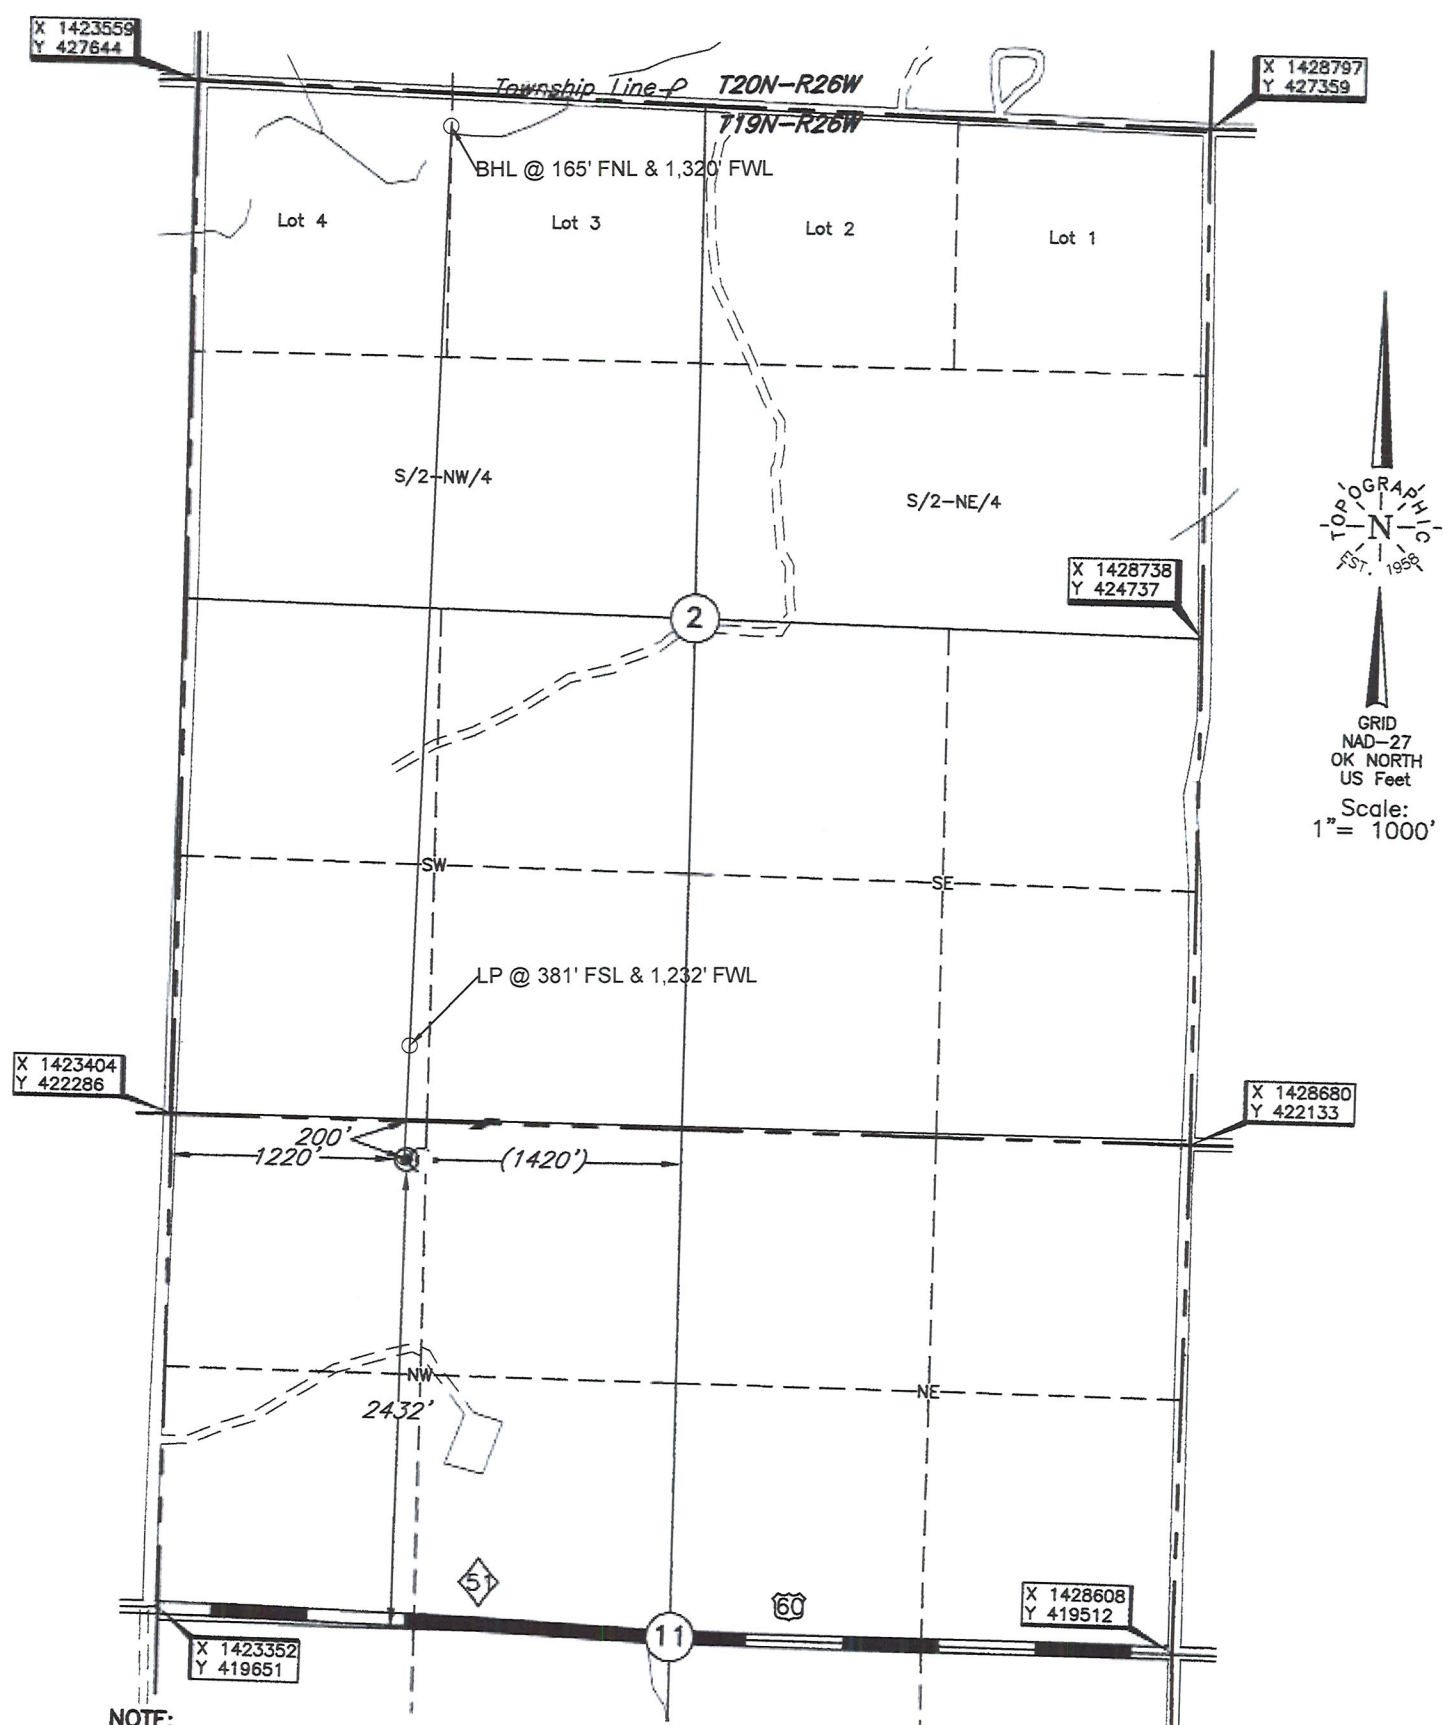 X 1423559
Y 427644
Township Line
T20N-R26W
T19N-R26W
X 1428797
Y 427359
BHL @ 165' FNL & 1,320' FWL
Lot 4
Lot 3
Lot 2
Lot 1
S/2-NW/4
S/2-NE/4
TOPOGRAPHIC
N
EST. 1958
X 1428738
Y 424737
2
GRID
NAD-27
OK NORTH
US Feet
Scale:
1"= 1000'
SW
SE
LP @ 381' FSL & 1,232' FWL
X 1423404
Y 422286
X 1428680
Y 422133
200'
1220'
(1420')
NW
NE
2432'
51
60
X 1428608
Y 419512
11
X 1423352
Y 419651
NOTE: